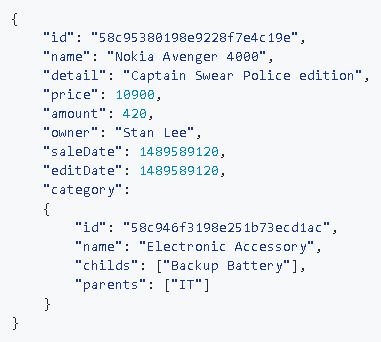 {
    "id": "58c95380198e9228f7e4c19e",
    "name": "Nokia Avenger 4000",
    "detail": "Captain Swear Police edition",
    "price": 10900,
    "amount": 420,
    "owner": "Stan Lee",
    "saleDate": 1489589120,
    "editDate": 1489589120,
    "category":
    {
        "id": "58c946f3198e251b73ecd1ac",
        "name": "Electronic Accessory",
        "childs": ["Backup Battery"],
        "parents": ["IT"]
    }
}